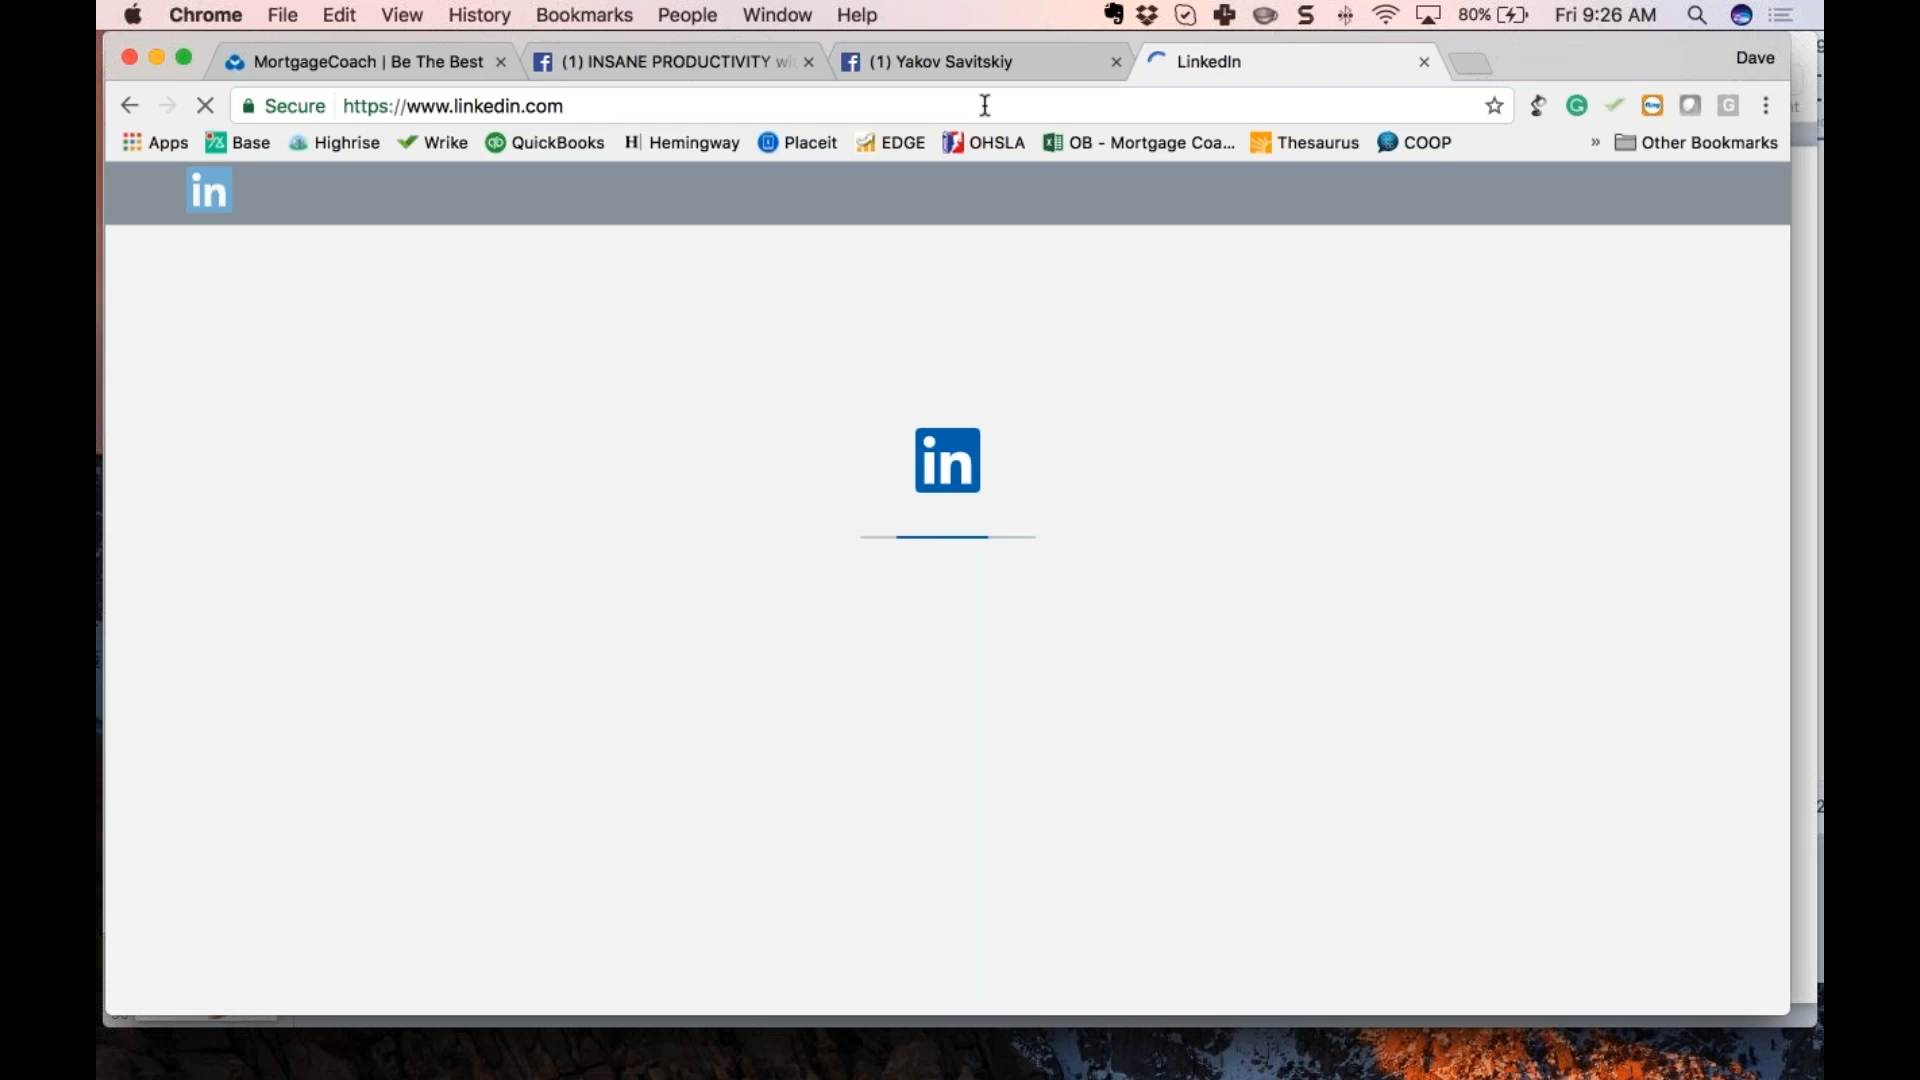 Chrome File Edit View History Bookmarks People Window Help 80% Fri 9:26 AM
MortgageCoach | Be The Best (1) INSANE PRODUCTIVITY wi (1) Yakov Savitskiy LinkedIn Dave
Secure https://www.linkedin.com
Apps Base Highrise Wrike QuickBooks Hemingway Placeit EDGE OHSLA OB - Mortgage Coa... Thesaurus COOP » Other Bookmarks
in
in